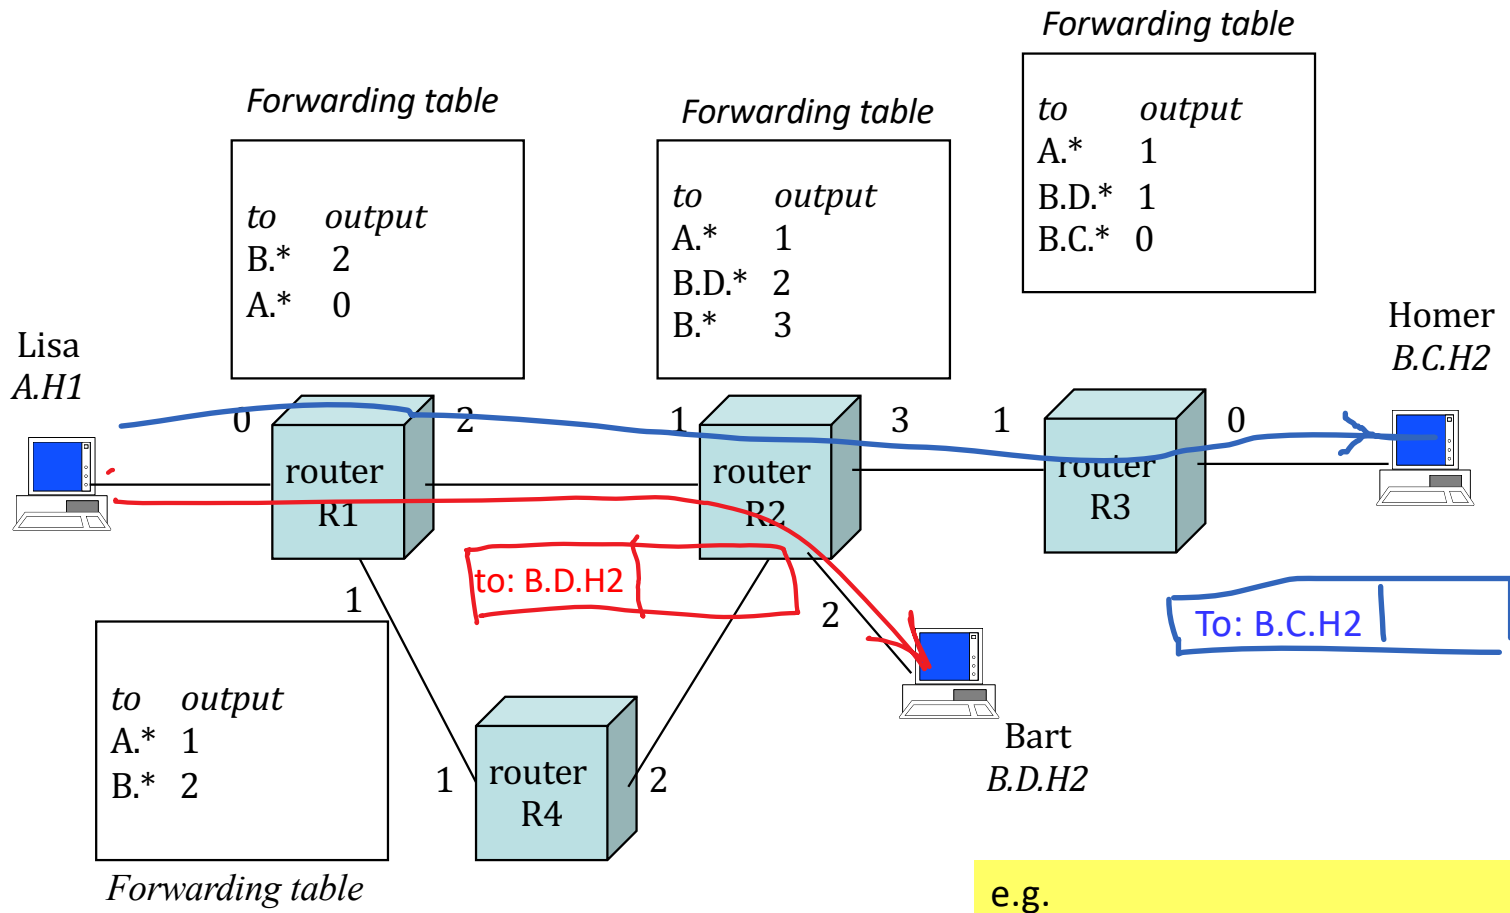 Forwarding table
to output
A.* 1
B.D.* 1
B.C.* 0
Forwarding table
to output
B.* 2
A.* 0
Forwarding table
to output
A.* 1
B.D.* 2
B.* 3
Lisa
A.H1
Homer
B.C.H2
0
2
1
3
1
0
router
R1
router
R2
router
R3
to: B.D.H2
To: B.C.H2
1
2
to output
A.* 1
B.* 2
Forwarding table
1
router
R4
2
Bart
B.D.H2
e.g.